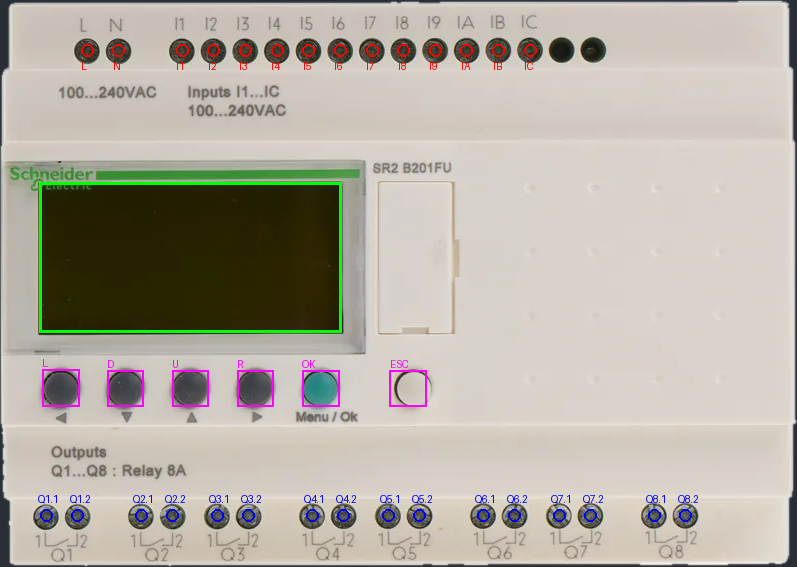 L N I1 I2 I3 I4 I5 I6 I7 I8 I9 IA IB IC
L N I1 I2 I3 I4 I5 I6 I7 I8 I9 IA IB IC
100...240VAC Inputs I1...IC
100...240VAC
Schneider
Electric
SR2 B201FU
L D U R OK ESC
◀ ▼ ▲ ▶ Menu / Ok
Outputs
Q1...Q8 : Relay 8A
Q1.1 Q1.2 Q2.1 Q2.2 Q3.1 Q3.2 Q4.1 Q4.2 Q5.1 Q5.2 Q6.1 Q6.2 Q7.1 Q7.2 Q8.1 Q8.2
1 2 1 2 1 2 1 2 1 2 1 2 1 2 1 2
Q1 Q2 Q3 Q4 Q5 Q6 Q7 Q8